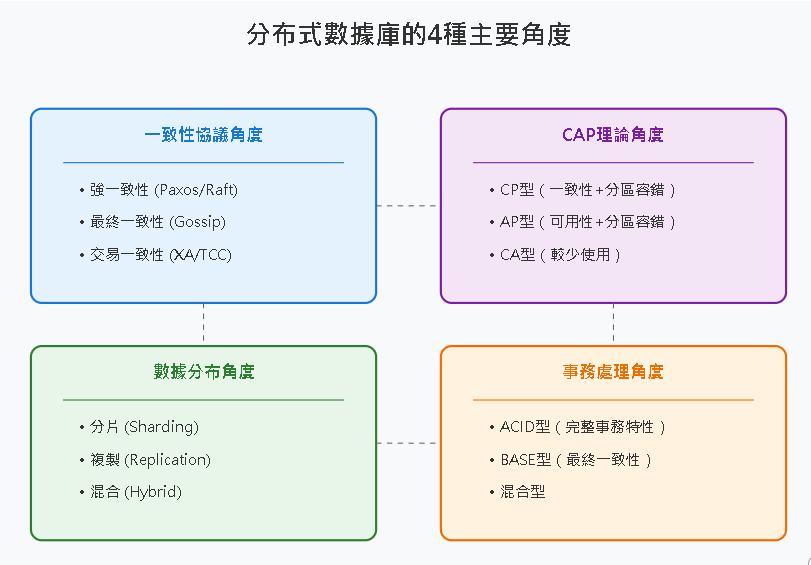 分布式數據庫的4種主要角度
一致性協議角度
• 強一致性 (Paxos/Raft)
• 最終一致性 (Gossip)
• 交易一致性 (XA/TCC)
CAP理論角度
• CP型 ( 一致性+分區容錯 )
• AP型 ( 可用性+分區容錯 )
• CA型 ( 較少使用 )
數據分布角度
• 分片 (Sharding)
• 複製 (Replication)
• 混合 (Hybrid)
事務處理角度
• ACID型 ( 完整事務特性 )
• BASE型 ( 最終一致性 )
• 混合型